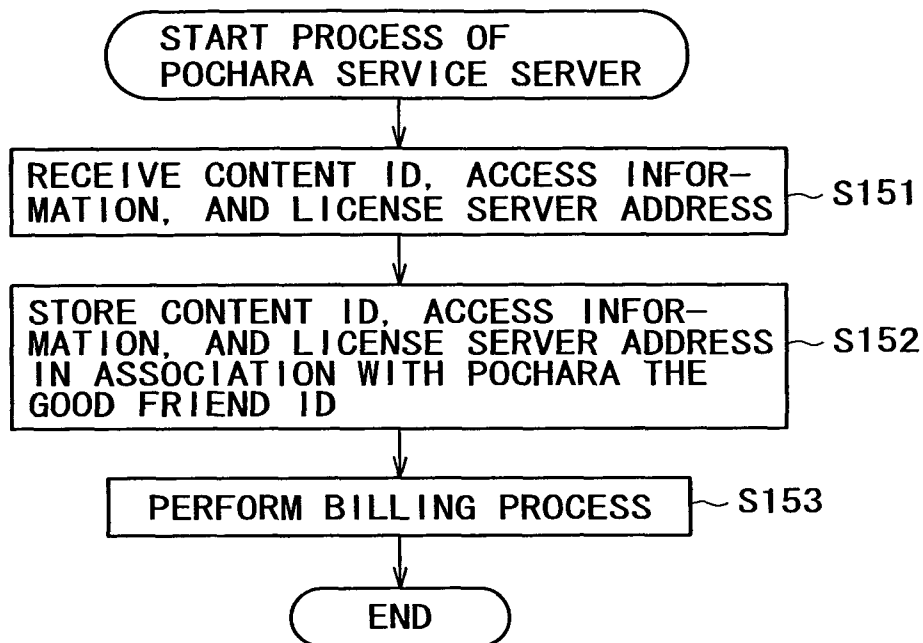 START PROCESS OF
POCHARA SERVICE SERVER
RECEIVE CONTENT ID, ACCESS INFOR-
MATION, AND LICENSE SERVER ADDRESS
S151
STORE CONTENT ID, ACCESS INFOR-
MATION, AND LICENSE SERVER ADDRESS
IN ASSOCIATION WITH POCHARA THE
GOOD FRIEND ID
S152
PERFORM BILLING PROCESS
S153
END